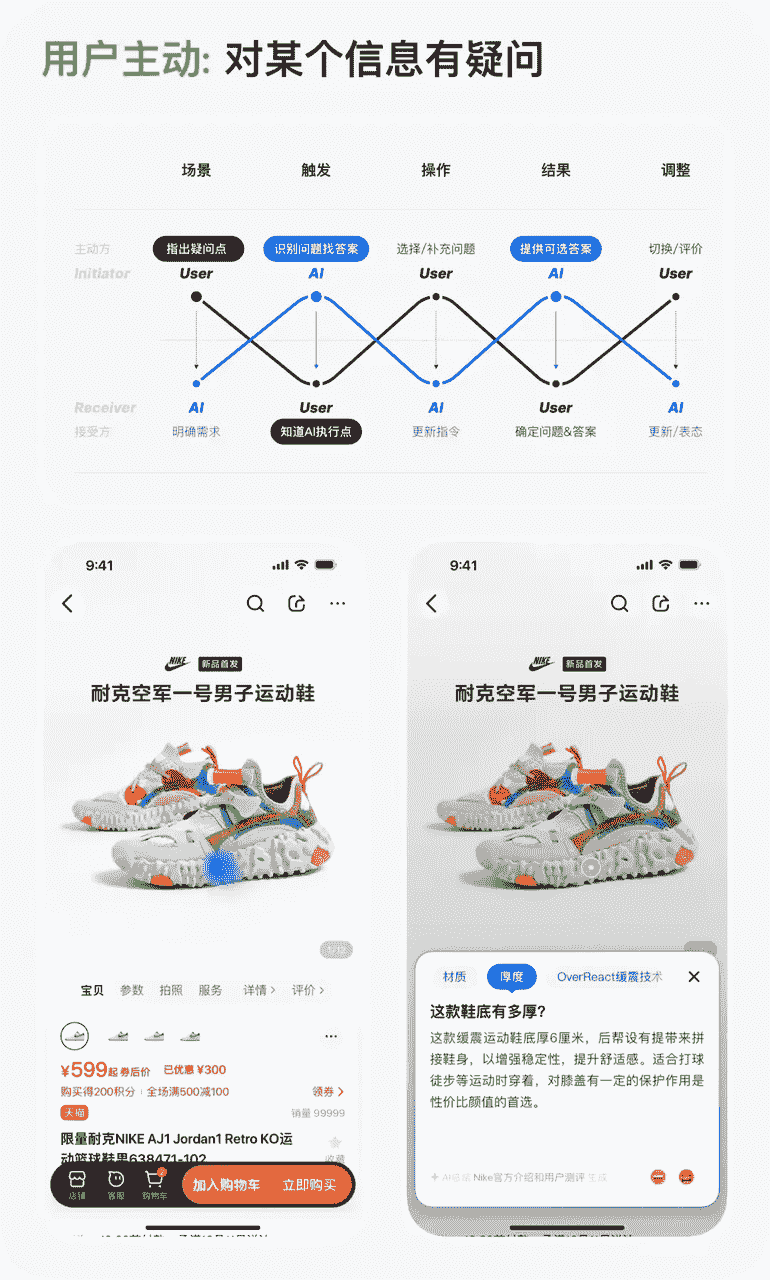 用户主动: 对某个信息有疑问
场景 触发 操作 结果 调整
主动方 指出疑问点 识别问题找答案 选择/补充问题 提供可选答案 切换/评价
Initiator User AI User AI User
Receiver AI User AI User AI
接受方 明确需求 知道AI执行点 更新指令 确定问题&答案 更新/表态
9:41
NIKE 新品首发
耐克空军一号男子运动鞋
宝贝 参数 拍照 服务 详情 评价
¥599起 券后价 已优惠 ¥300
购买得200积分 全场满500减100 领券
天猫 销量 99999
限量耐克NIKE AJ1 Jordan1 Retro KO运
动篮球鞋男638471-102 收藏
店铺 客服 购物车 加入购物车 立即购买
9:41
NIKE 新品首发
耐克空军一号男子运动鞋
材质 厚度 OverReact缓震技术
这款鞋底有多厚?
这款缓震运动鞋底厚6厘米，后帮设有提带来拼
接鞋身，以增强稳定性，提升舒适感。适合打球
徒步等运动时穿着，对膝盖有一定的保护作用是
性价比颜值的首选。
Nike官方介绍和用户测评 生成